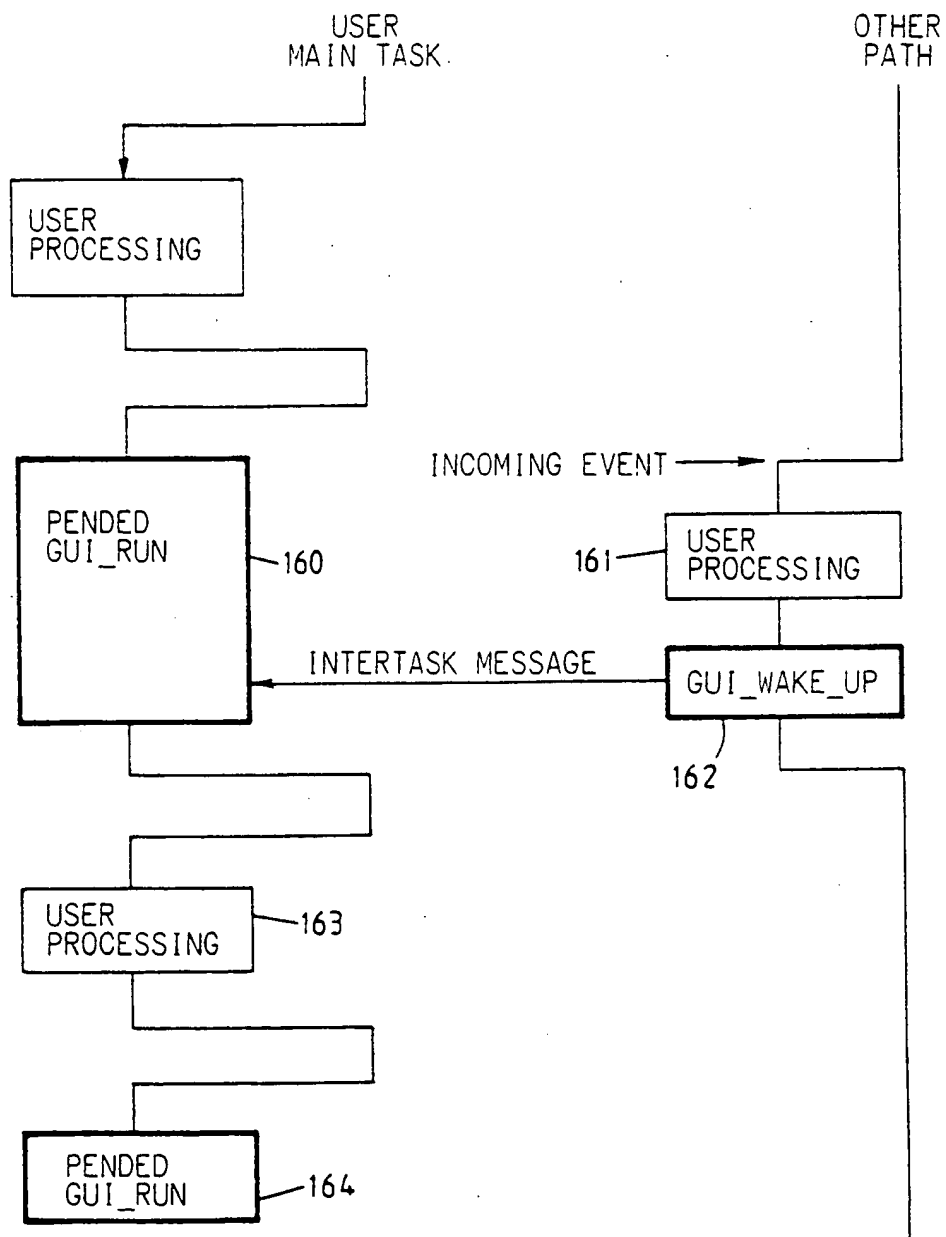 USER
MAIN TASK
OTHER
PATH
USER
PROCESSING
INCOMING EVENT
PENDED
GUI_RUN
160
161
USER
PROCESSING
INTERTASK MESSAGE
GUI_WAKE_UP
162
USER
PROCESSING
163
PENDED
GUI_RUN
164